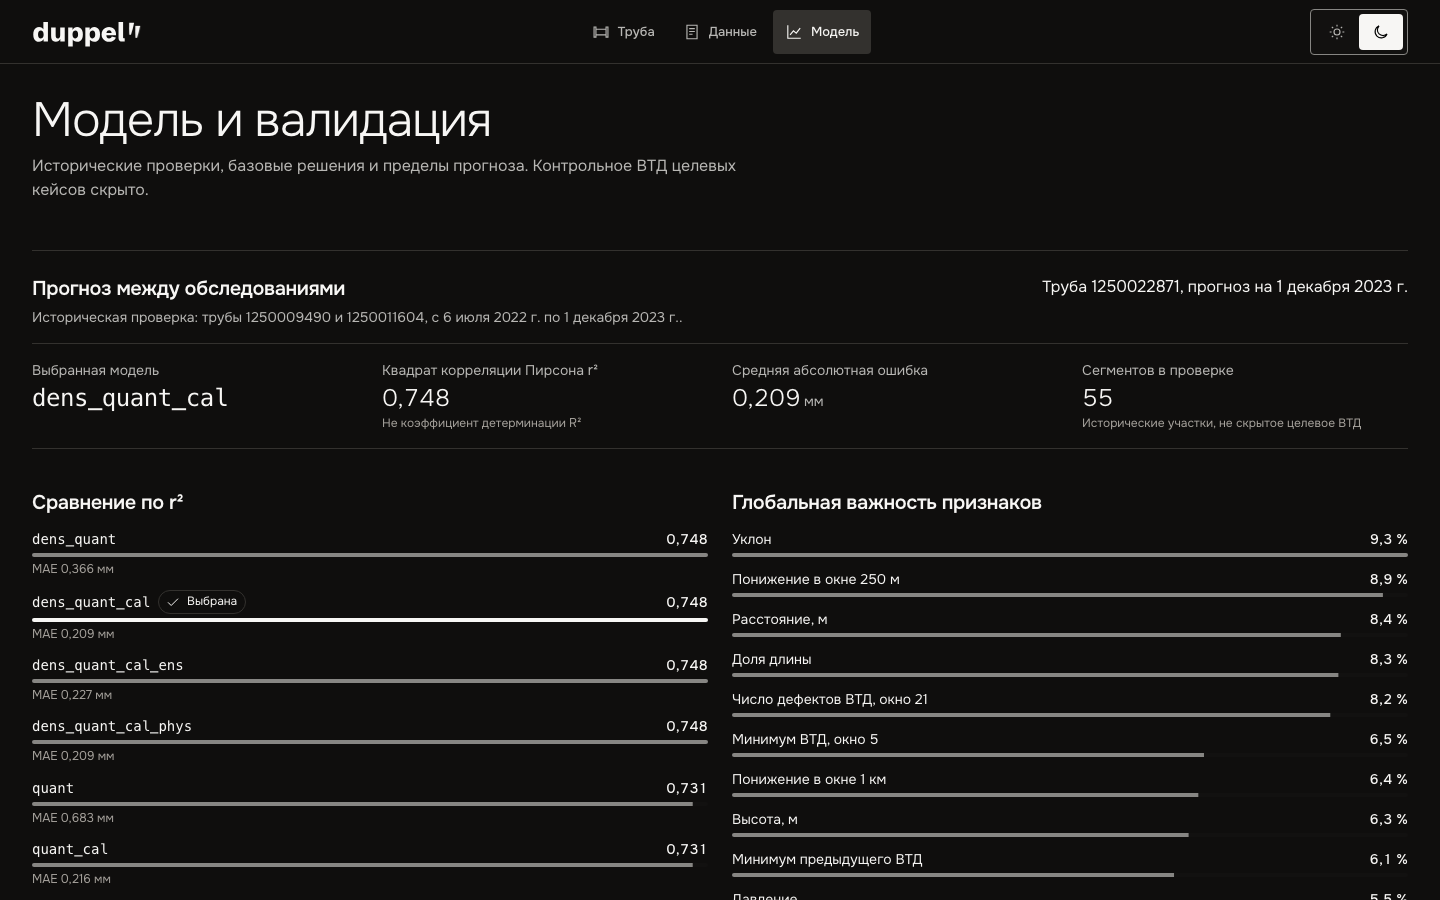 duppel
Труба
Данные
Модель
Модель и валидация
Исторические проверки, базовые решения и пределы прогноза. Контрольное ВТД целевых
кейсов скрыто.
Прогноз между обследованиями
Труба 1250022871, прогноз на 1 декабря 2023 г.
Историческая проверка: трубы 1250009490 и 1250011604, с 6 июля 2022 г. по 1 декабря 2023 г..
Выбранная модель
dens_quant_cal
Квадрат корреляции Пирсона r²
0,748
Не коэффициент детерминации R²
Средняя абсолютная ошибка
0,209 мм
Сегментов в проверке
55
Исторические участки, не скрытое целевое ВТД
Сравнение по r²
dens_quant 0,748
MAE 0,366 мм
dens_quant_cal Выбрана 0,748
MAE 0,209 мм
dens_quant_cal_ens 0,748
MAE 0,227 мм
dens_quant_cal_phys 0,748
MAE 0,209 мм
quant 0,731
MAE 0,683 мм
quant_cal 0,731
MAE 0,216 мм
Глобальная важность признаков
Уклон 9,3 %
Понижение в окне 250 м 8,9 %
Расстояние, м 8,4 %
Доля длины 8,3 %
Число дефектов ВТД, окно 21 8,2 %
Минимум ВТД, окно 5 6,5 %
Понижение в окне 1 км 6,4 %
Высота, м 6,3 %
Минимум предыдущего ВТД 6,1 %
Давление 5,5 %